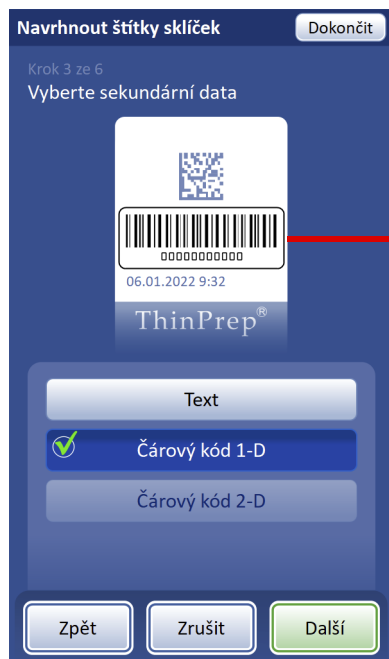 Navrhnout štítky sklíček
Dokončit
Krok 3 ze 6
Vyberte sekundární data
00000000000
06.01.2022 9:32
ThinPrep®
Text
Čárový kód 1-D
Čárový kód 2-D
Zpět
Zrušit
Další